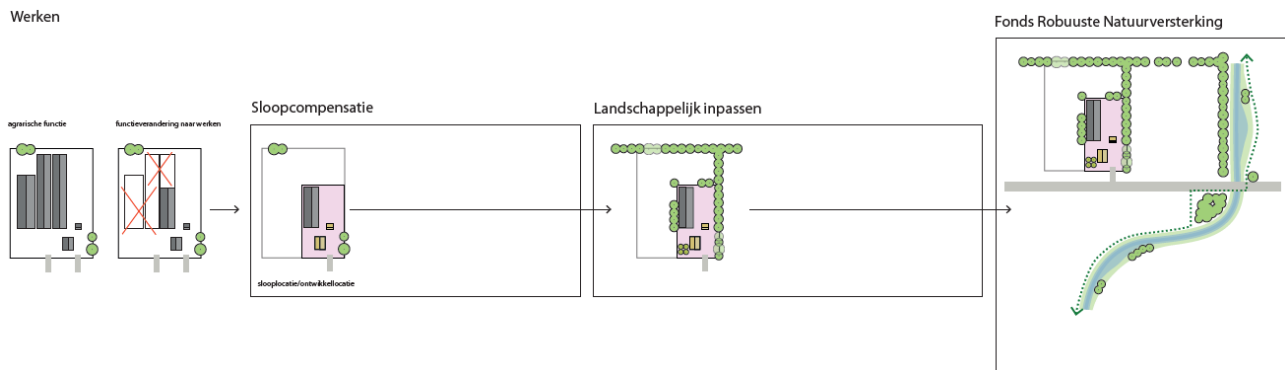 Werken
Fonds Robuuste Natuurversterking
Sloopcompensatie
Landschappelijk inpassen
agrarische functie
functieverandering naar werken
slooplocatie/ontwikkellocatie